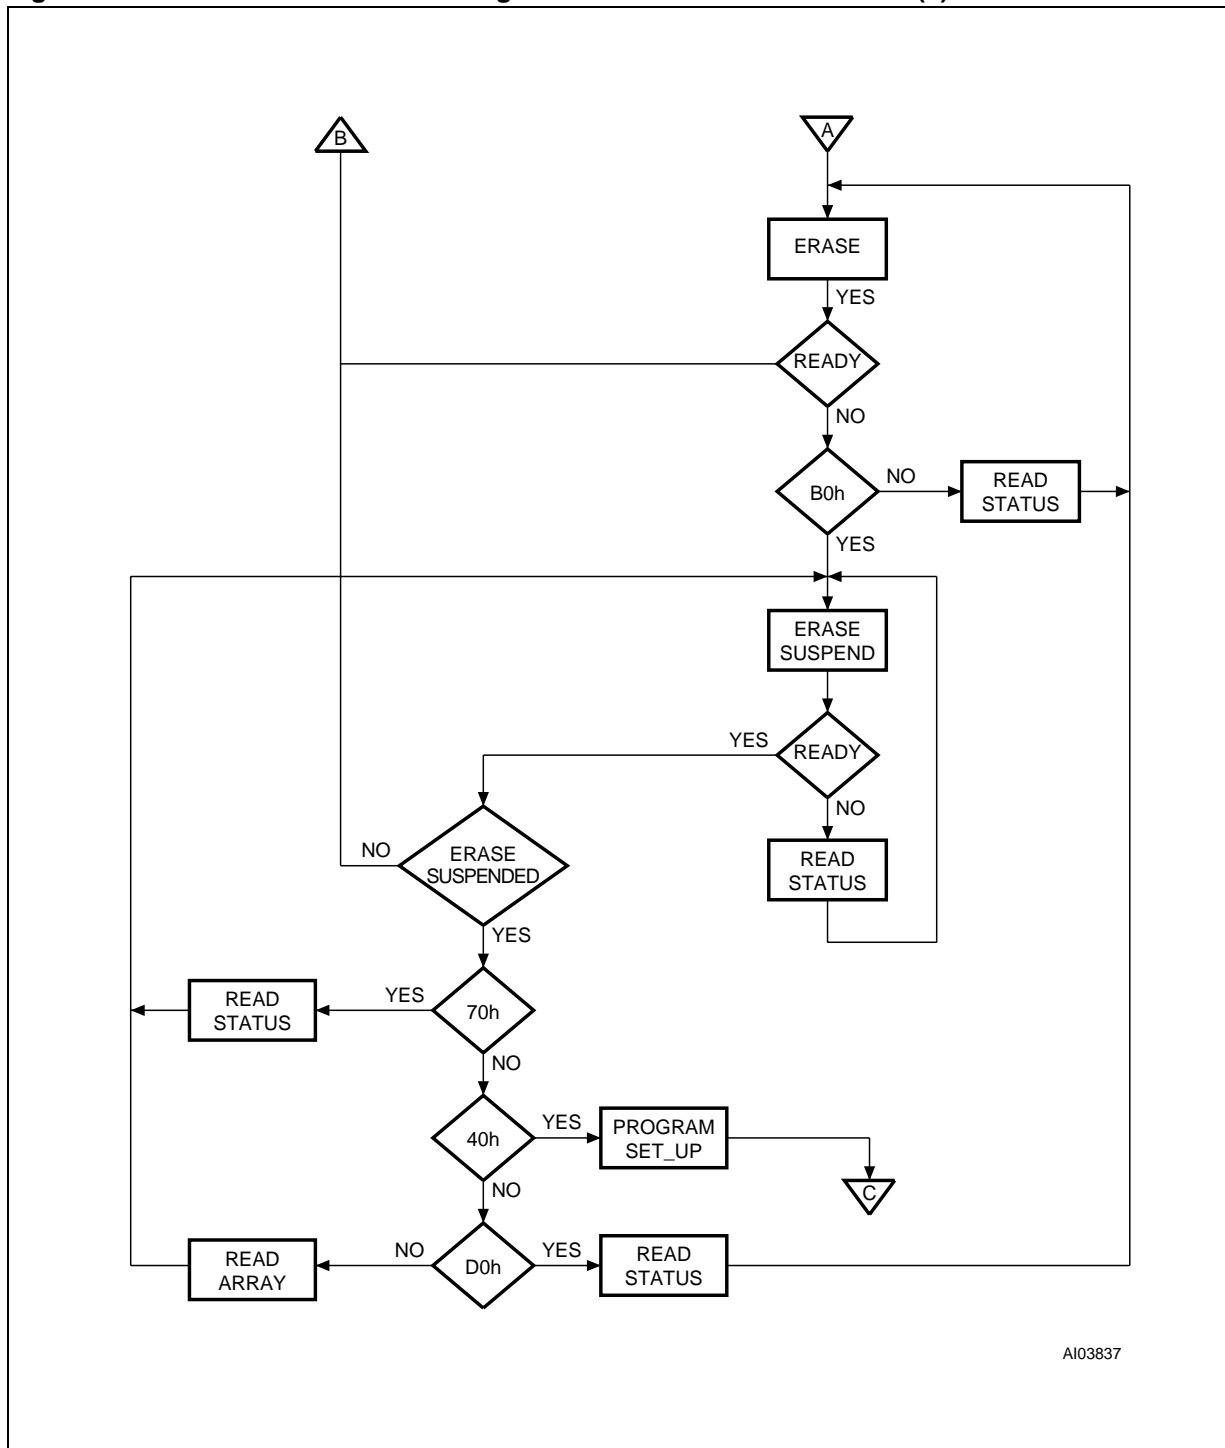 B
A
ERASE
YES
READY
NO
B0h
NO
READ
STATUS
YES
ERASE
SUSPEND
YES
READY
NO
NO
ERASE
SUSPENDED
READ
STATUS
YES
READ
STATUS
YES
70h
NO
40h
YES
PROGRAM
SET_UP
NO
C
READ
ARRAY
NO
D0h
YES
READ
STATUS
AI03837